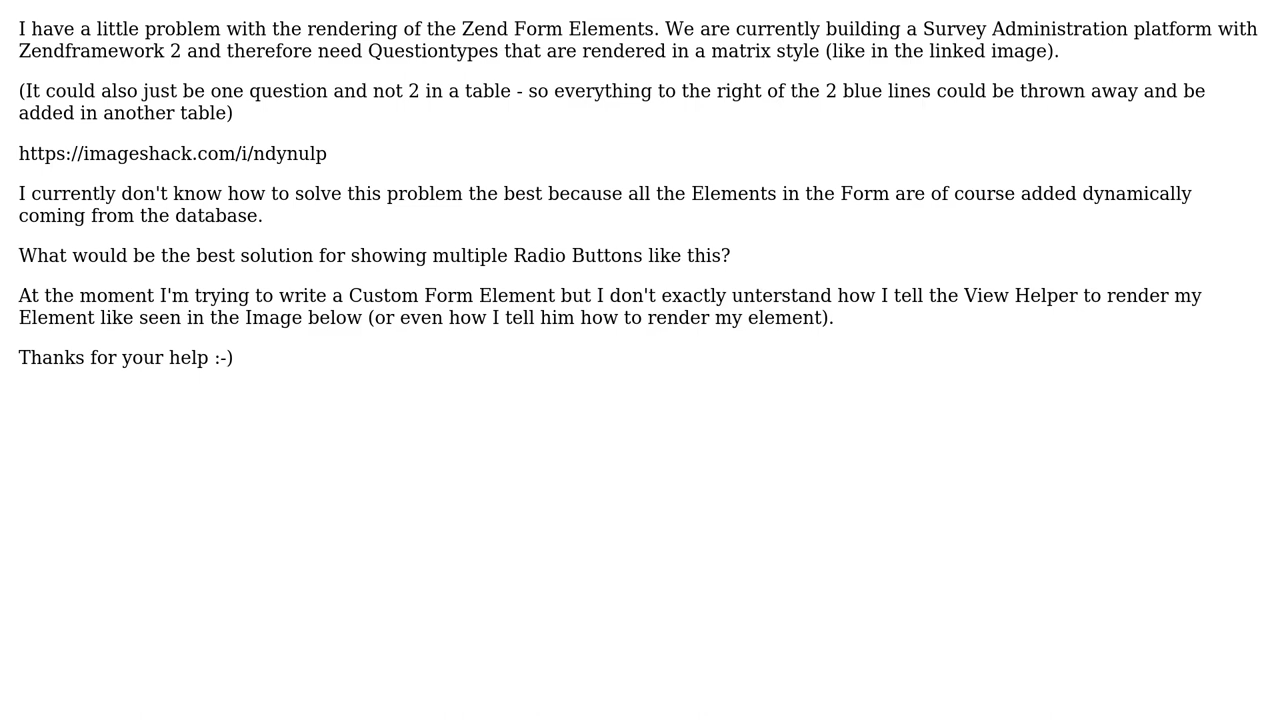 I have a little problem with the rendering of the Zend Form Elements. We are currently building a Survey Administration platform with
Zendframework 2 and therefore need Questiontypes that are rendered in a matrix style (like in the linked image).
(It could also just be one question and not 2 in a table - so everything to the right of the 2 blue lines could be thrown away and be
added in another table)
https://imageshack.com/i/ndynulp
I currently don't know how to solve this problem the best because all the Elements in the Form are of course added dynamically
coming from the database.
What would be the best solution for showing multiple Radio Buttons like this?
At the moment I'm trying to write a Custom Form Element but I don't exactly unterstand how I tell the View Helper to render my
Element like seen in the Image below (or even how I tell him how to render my element).
Thanks for your help :-)